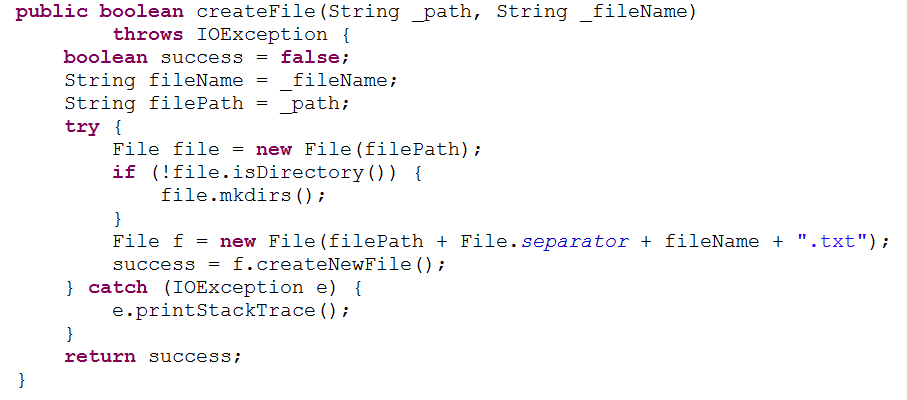 public boolean createFile(String _path, String _fileName)
        throws IOException {
    boolean success = false;
    String fileName = _fileName;
    String filePath = _path;
    try {
        File file = new File(filePath);
        if (!file.isDirectory()) {
            file.mkdirs();
        }
        File f = new File(filePath + File.separator + fileName + ".txt");
        success = f.createNewFile();
    } catch (IOException e) {
        e.printStackTrace();
    }
    return success;
}